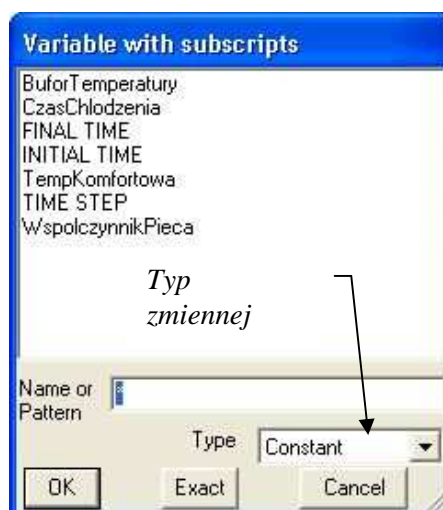 Variable with subscripts
BuforTemperatury
CzasChlodzenia
FINAL TIME
INITIAL TIME
TempKomfortowa
TIME STEP
WspolczynnikPieca
Typ
zmiennej
Name or
Pattern
*
Type
Constant
OK
Exact
Cancel